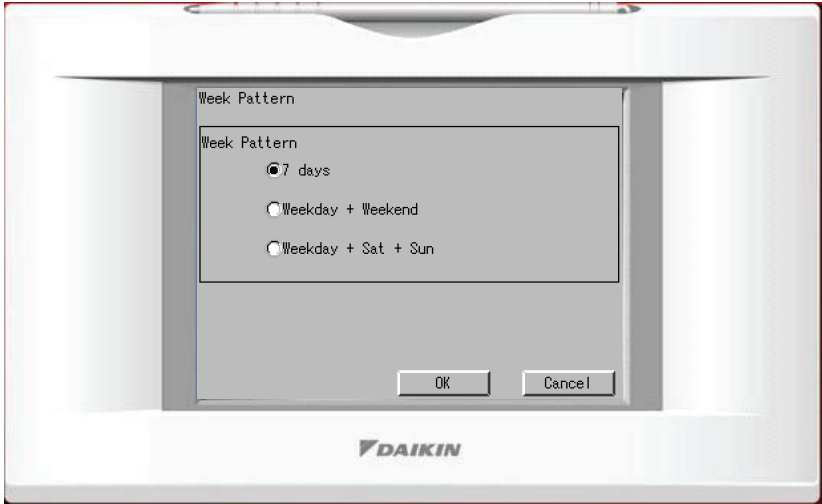 Week Pattern
Week Pattern
7 days
Weekday + Weekend
Weekday + Sat + Sun
OK Cancel
DAIKIN